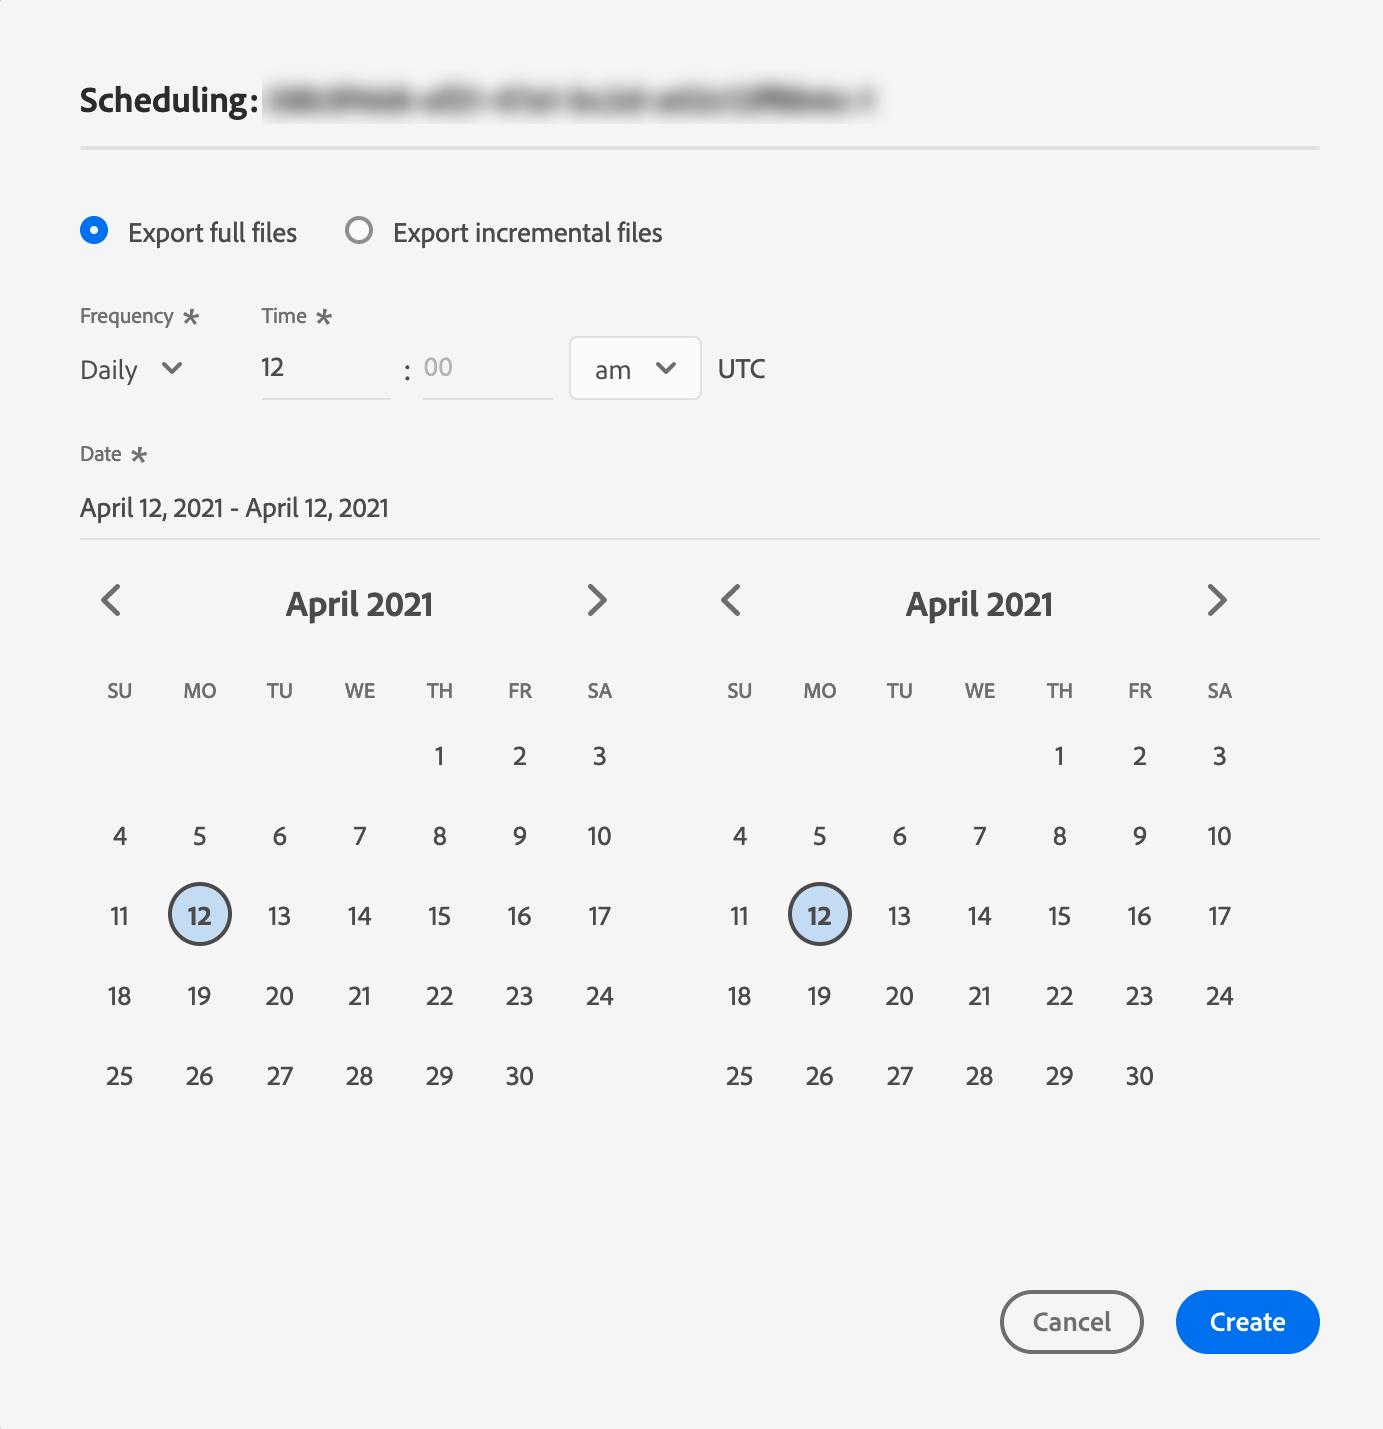 Scheduling:
Export full files Export incremental files
Frequency * Time *
Daily 12 : 00 am UTC
Date *
April 12, 2021 - April 12, 2021
April 2021 April 2021
SU MO TU WE TH FR SA SU MO TU WE TH FR SA
1 2 3 1 2 3
4 5 6 7 8 9 10 4 5 6 7 8 9 10
11 12 13 14 15 16 17 11 12 13 14 15 16 17
18 19 20 21 22 23 24 18 19 20 21 22 23 24
25 26 27 28 29 30 25 26 27 28 29 30
Cancel Create